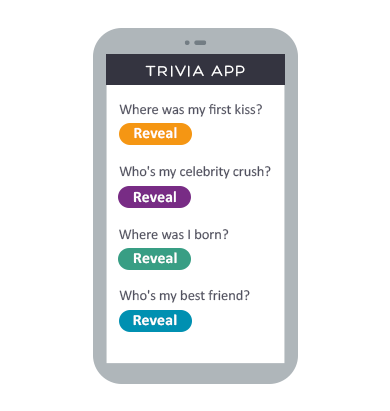 TRIVIA APP
Where was my first kiss?
Reveal
Who's my celebrity crush?
Reveal
Where was I born?
Reveal
Who's my best friend?
Reveal